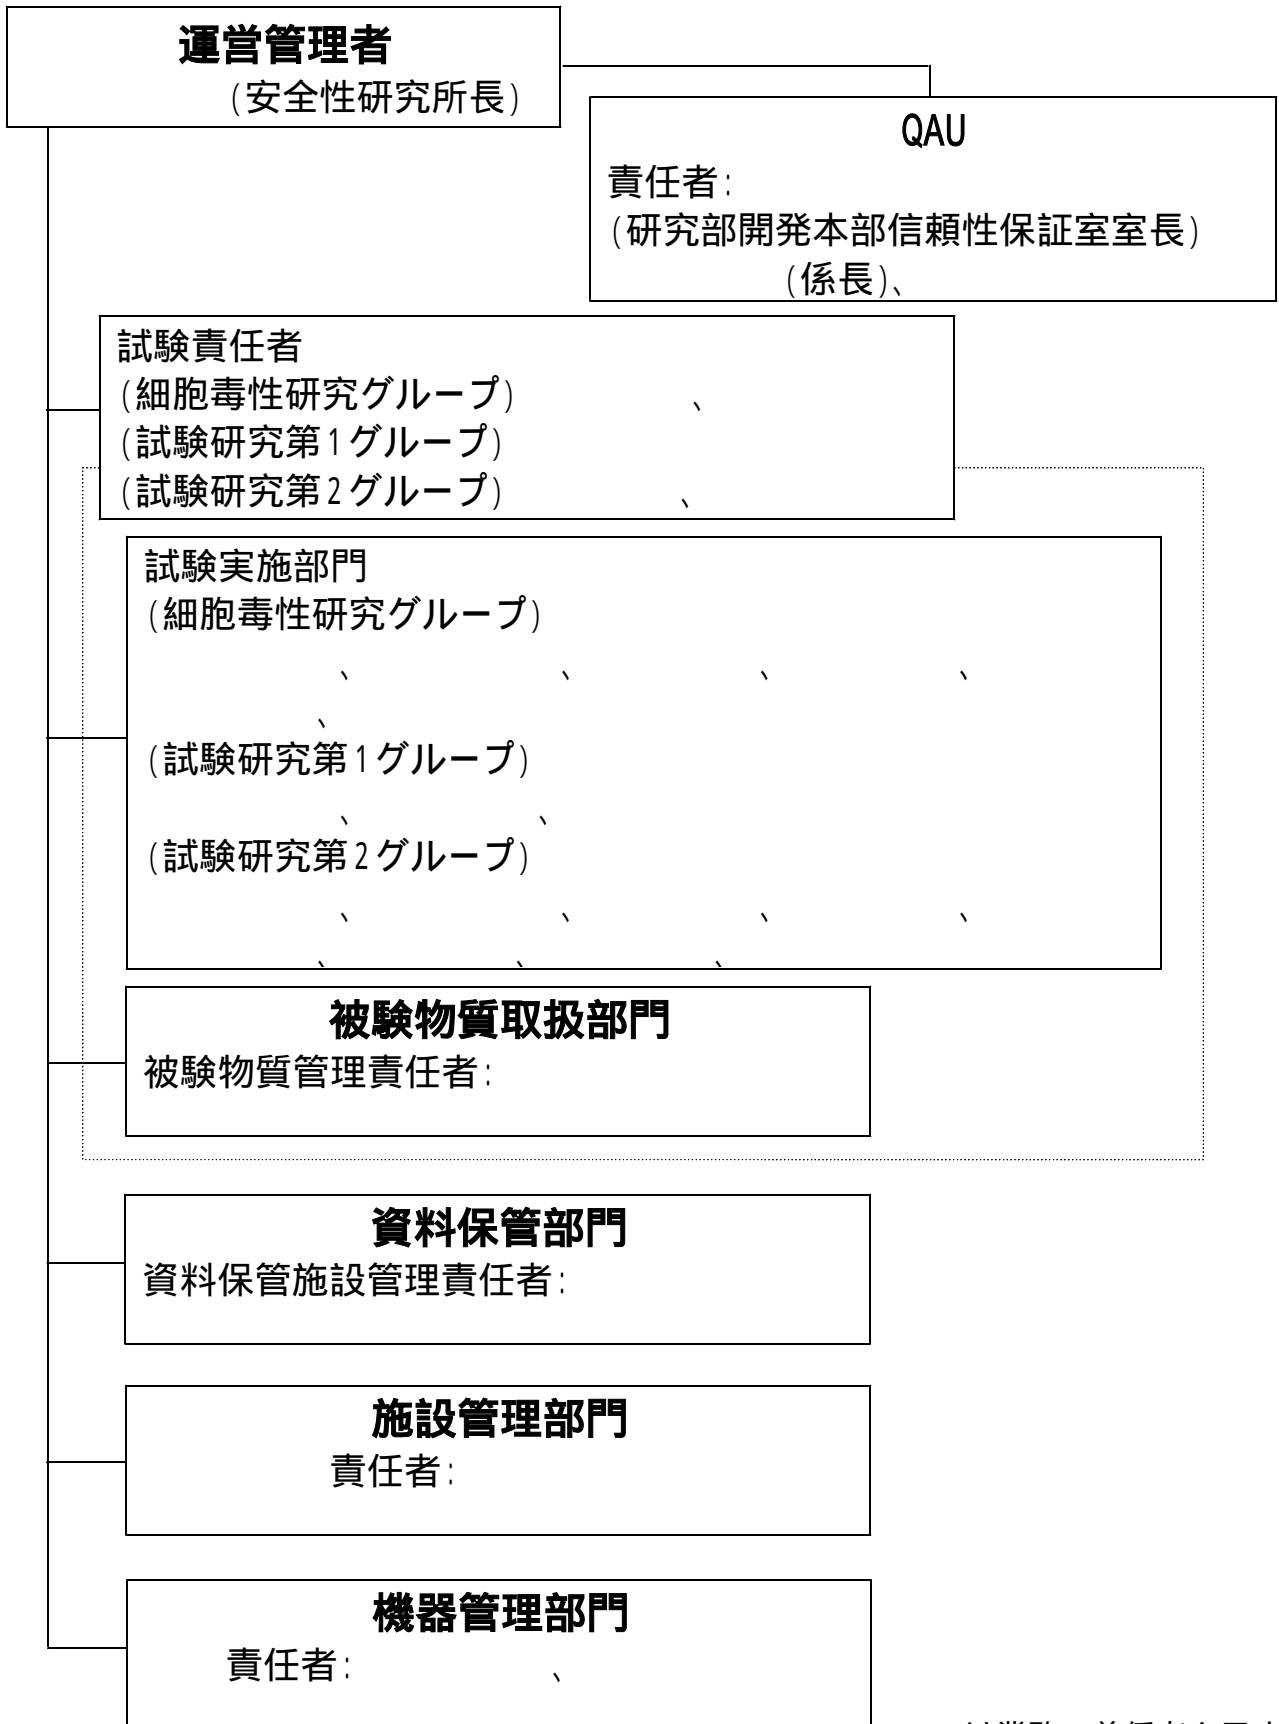 運営管理者
(安全性研究所長)
QAU
責任者:
(研究部開発本部信頼性保証室室長)
(係長)、
試験責任者
(細胞毒性研究グループ) 、
(試験研究第1グループ)
(試験研究第2グループ) 、
試験実施部門
(細胞毒性研究グループ)
、 、 、 、
、
(試験研究第1グループ)
、 、
(試験研究第2グループ)
、 、 、 、
、 、 、
被験物質取扱部門
被験物質管理責任者:
資料保管部門
資料保管施設管理責任者:
施設管理部門
責任者:
機器管理部門
責任者: 、